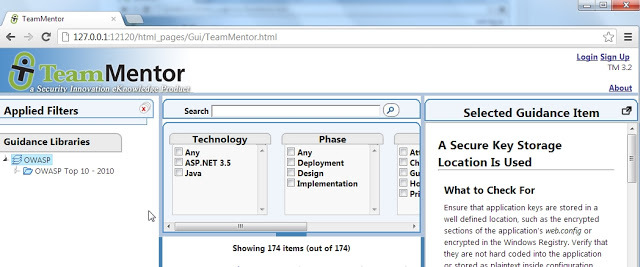 TeamMentor
127.0.0.1:12120/html_pages/Gui/TeamMentor.html
Login Sign Up
TM 3.2
TeamMentor
a Security Innovation eKnowledge Product
About
Applied Filters
Guidance Libraries
OWASP
OWASP Top 10 - 2010
Search
Technology
Any
ASP.NET 3.5
Java
Phase
Any
Deployment
Design
Implementation
Att
Ch
Gu
Ho
Pri
Showing 174 items (out of 174)
Selected Guidance Item
A Secure Key Storage
Location Is Used
What to Check For
Ensure that application keys are stored in a
well defined location, such as the encrypted
sections of the application's web.config or
encrypted in the Windows Registry. Verify that
they are not hard coded into the application
or stored as plaintext inside configuration